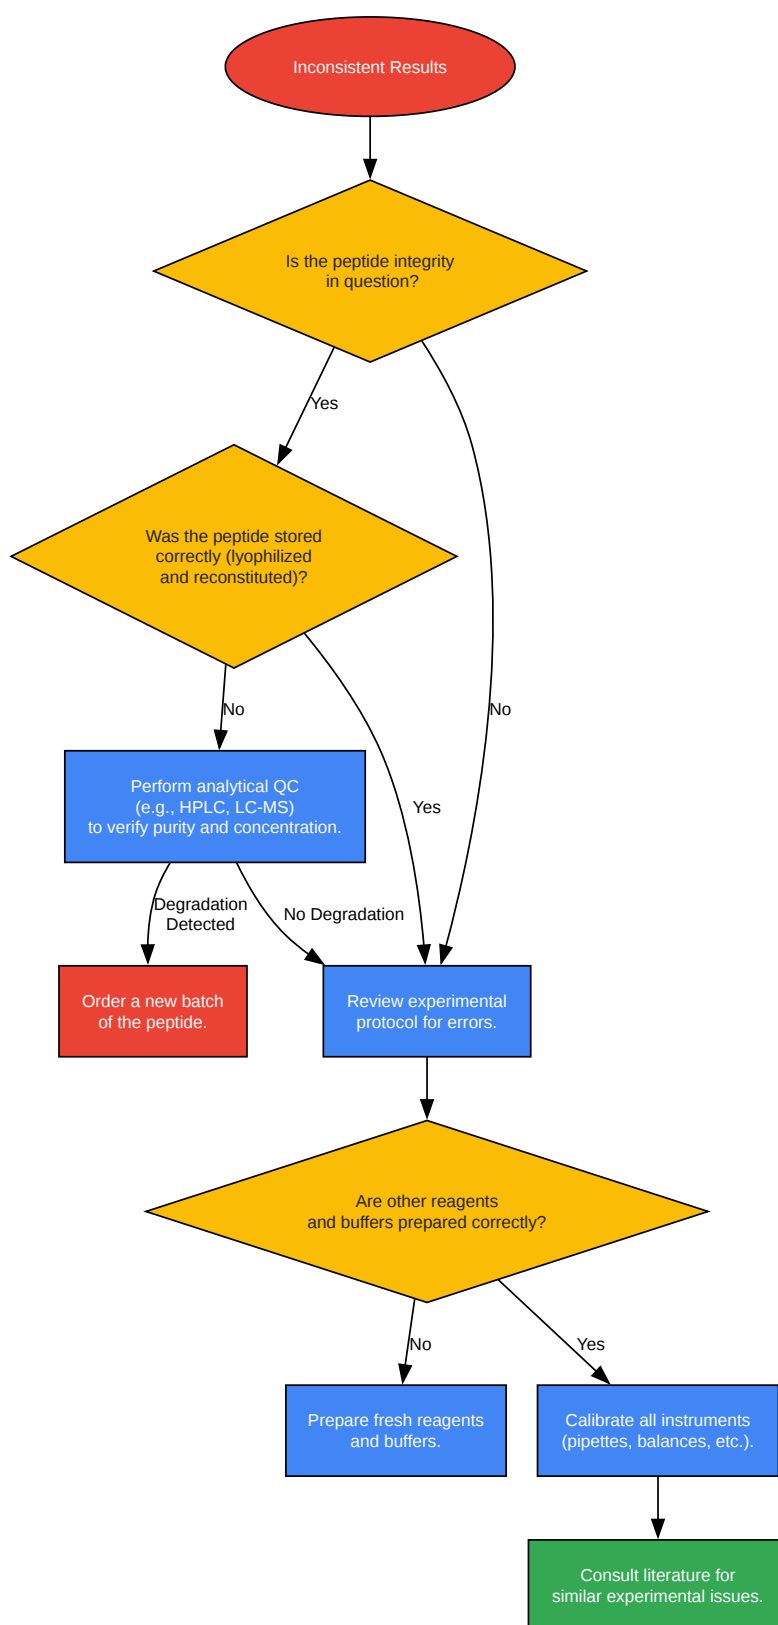 Inconsistent Results
Is the peptide integrity
in question?
Yes
Was the peptide stored
correctly (lyophilized
and reconstituted)?
No
No
Perform analytical QC
(e.g., HPLC, LC-MS)
to verify purity and concentration.
Yes
Degradation
Detected
No Degradation
Order a new batch
of the peptide.
Review experimental
protocol for errors.
Are other reagents
and buffers prepared correctly?
No
Yes
Prepare fresh reagents
and buffers.
Calibrate all instruments
(pipettes, balances, etc.).
Consult literature for
similar experimental issues.